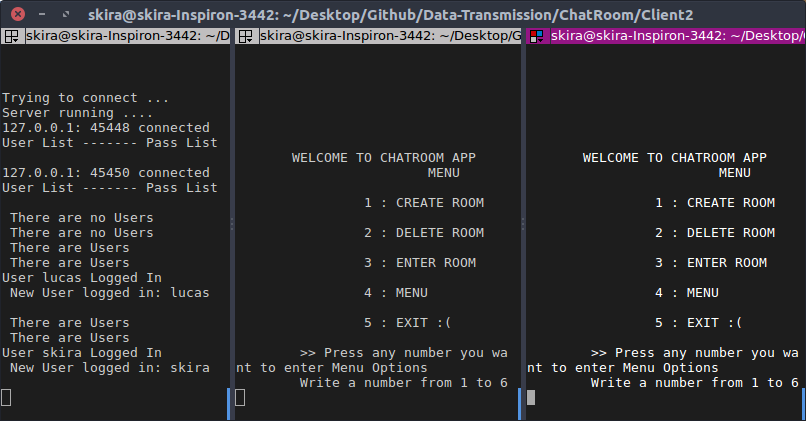 skira@skira-Inspiron-3442: ~/Desktop/Github/Data-Transmission/ChatRoom/Client2
skira@skira-Inspiron-3442: ~/D
Trying to connect ...
Server running ....
127.0.0.1: 45448 connected
User List ------- Pass List
127.0.0.1: 45450 connected
User List ------- Pass List
There are no Users
There are no Users
There are Users
There are Users
User lucas Logged In
New User logged in: lucas
There are Users
There are Users
User skira Logged In
New User logged in: skira
skira@skira-Inspiron-3442: ~/Desktop/G
WELCOME TO CHATROOM APP
MENU
1 : CREATE ROOM
2 : DELETE ROOM
3 : ENTER ROOM
4 : MENU
5 : EXIT :(
>> Press any number you wa
nt to enter Menu Options
Write a number from 1 to 6
skira@skira-Inspiron-3442: ~/Desktop/
WELCOME TO CHATROOM APP
MENU
1 : CREATE ROOM
2 : DELETE ROOM
3 : ENTER ROOM
4 : MENU
5 : EXIT :(
>> Press any number you wa
nt to enter Menu Options
Write a number from 1 to 6